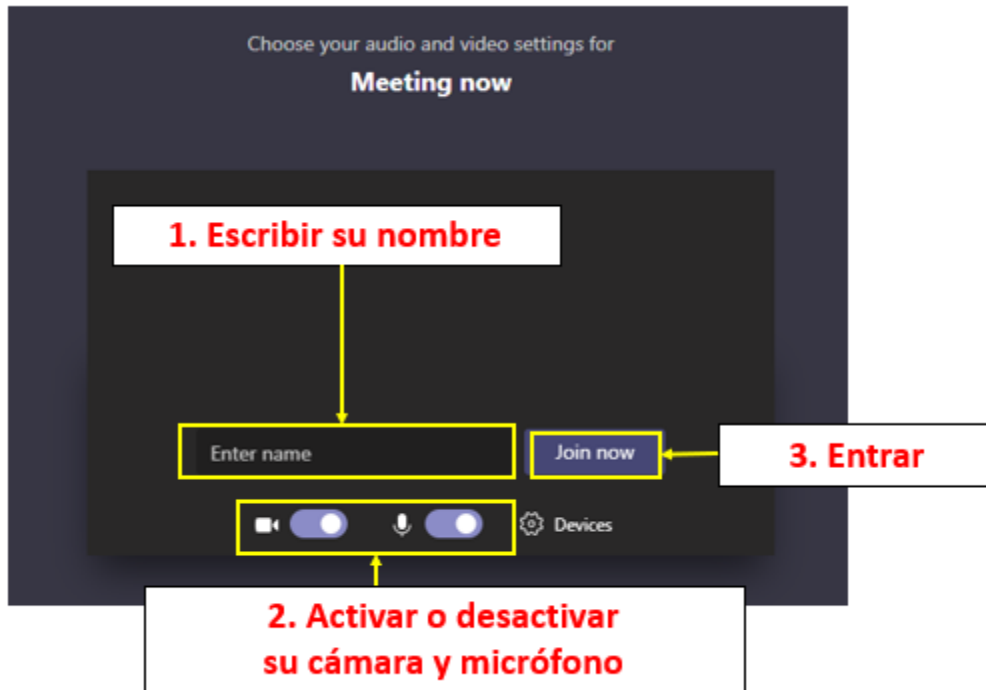 Choose your audio and video settings for
Meeting now
1. Escribir su nombre
Enter name
Join now
3. Entrar
Devices
2. Activar o desactivar
su cámara y micrófono